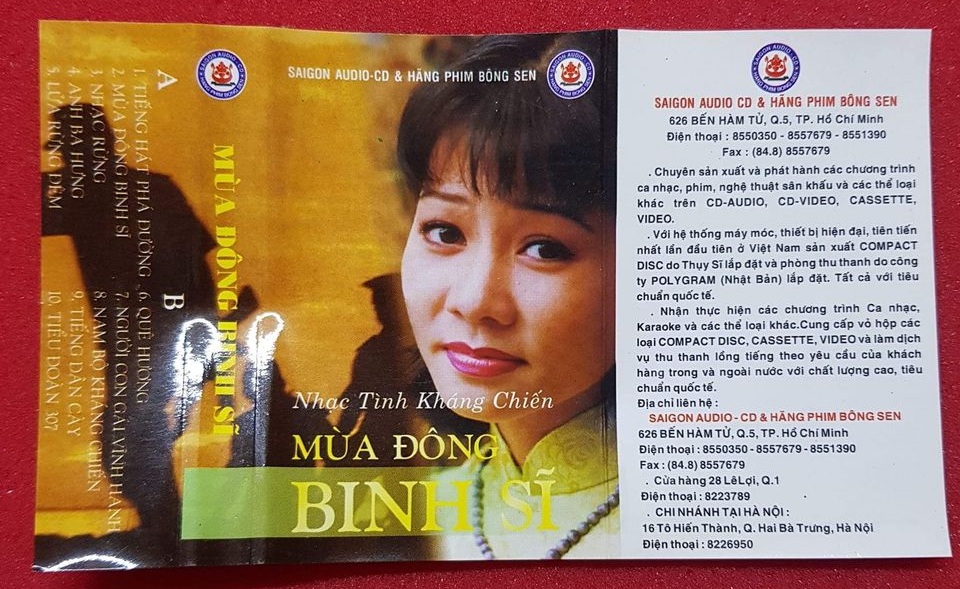 A
1. TIẾNG HÁT PHA ĐƯỜNG
2. MÙA ĐÔNG BINH SĨ
3. NHẠC RỪNG
4. ANH BA HƯNG
5. LỬA RỪNG ĐÊM
B
6. QUÊ HƯƠNG
7. NGƯỜI CON GÁI VĨNH HÀNH
8. NAM BỘ KHÁNG CHIẾN
9. TIẾNG ĐÀN CÂY
10. TIỂU ĐOÀN 307
SAIGON AUDIO - CD
HÃNG PHIM BÔNG SEN
MÙA ĐÔNG BINH SĨ
SAIGON AUDIO-CD & HÃNG PHIM BÔNG SEN
Nhạc Tình Kháng Chiến
MÙA ĐÔNG
BINH SĨ
SAIGON AUDIO CD & HÃNG PHIM BÔNG SEN
626 BẾN HÀM TỬ, Q.5, TP. Hồ Chí Minh
Điện thoại : 8550350 - 8557679 - 8551390
Fax : (84.8) 8557679
. Chuyên sản xuất và phát hành các chương trình
ca nhạc, phim, nghệ thuật sân khấu và các thể loại
khác trên CD-AUDIO, CD-VIDEO, CASSETTE,
VIDEO.
. Với hệ thống máy móc, thiết bị hiện đại, tiên tiến
nhất lần đầu tiên ở Việt Nam sản xuất COMPACT
DISC do Thụy Sĩ lắp đặt và phòng thu thanh do công
ty POLYGRAM (Nhật Bản) lắp đặt. Tất cả với tiêu
chuẩn quốc tế.
. Nhận thực hiện các chương trình Ca nhạc,
Karaoke và các thể loại khác.Cung cấp vỏ hộp các
loại COMPACT DISC, CASSETTE, VIDEO và làm dịch
vụ thu thanh lồng tiếng theo yêu cầu của khách
hàng trong và ngoài nước với chất lượng cao, tiêu
chuẩn quốc tế.
Địa chỉ liên hệ :
SAIGON AUDIO - CD & HÃNG PHIM BÔNG SEN
626 BẾN HÀM TỬ, Q.5, TP. Hồ Chí Minh
Điện thoại : 8550350 - 8557679 - 8551390
Fax : (84.8) 8557679
. Cửa hàng 28 LêLợi, Q.1
Điện thoại : 8223789
. CHI NHÁNH TẠI HÀ NỘI :
16 Tô Hiến Thành, Q. Hai Bà Trưng, Hà Nội
Điện thoại : 8226950